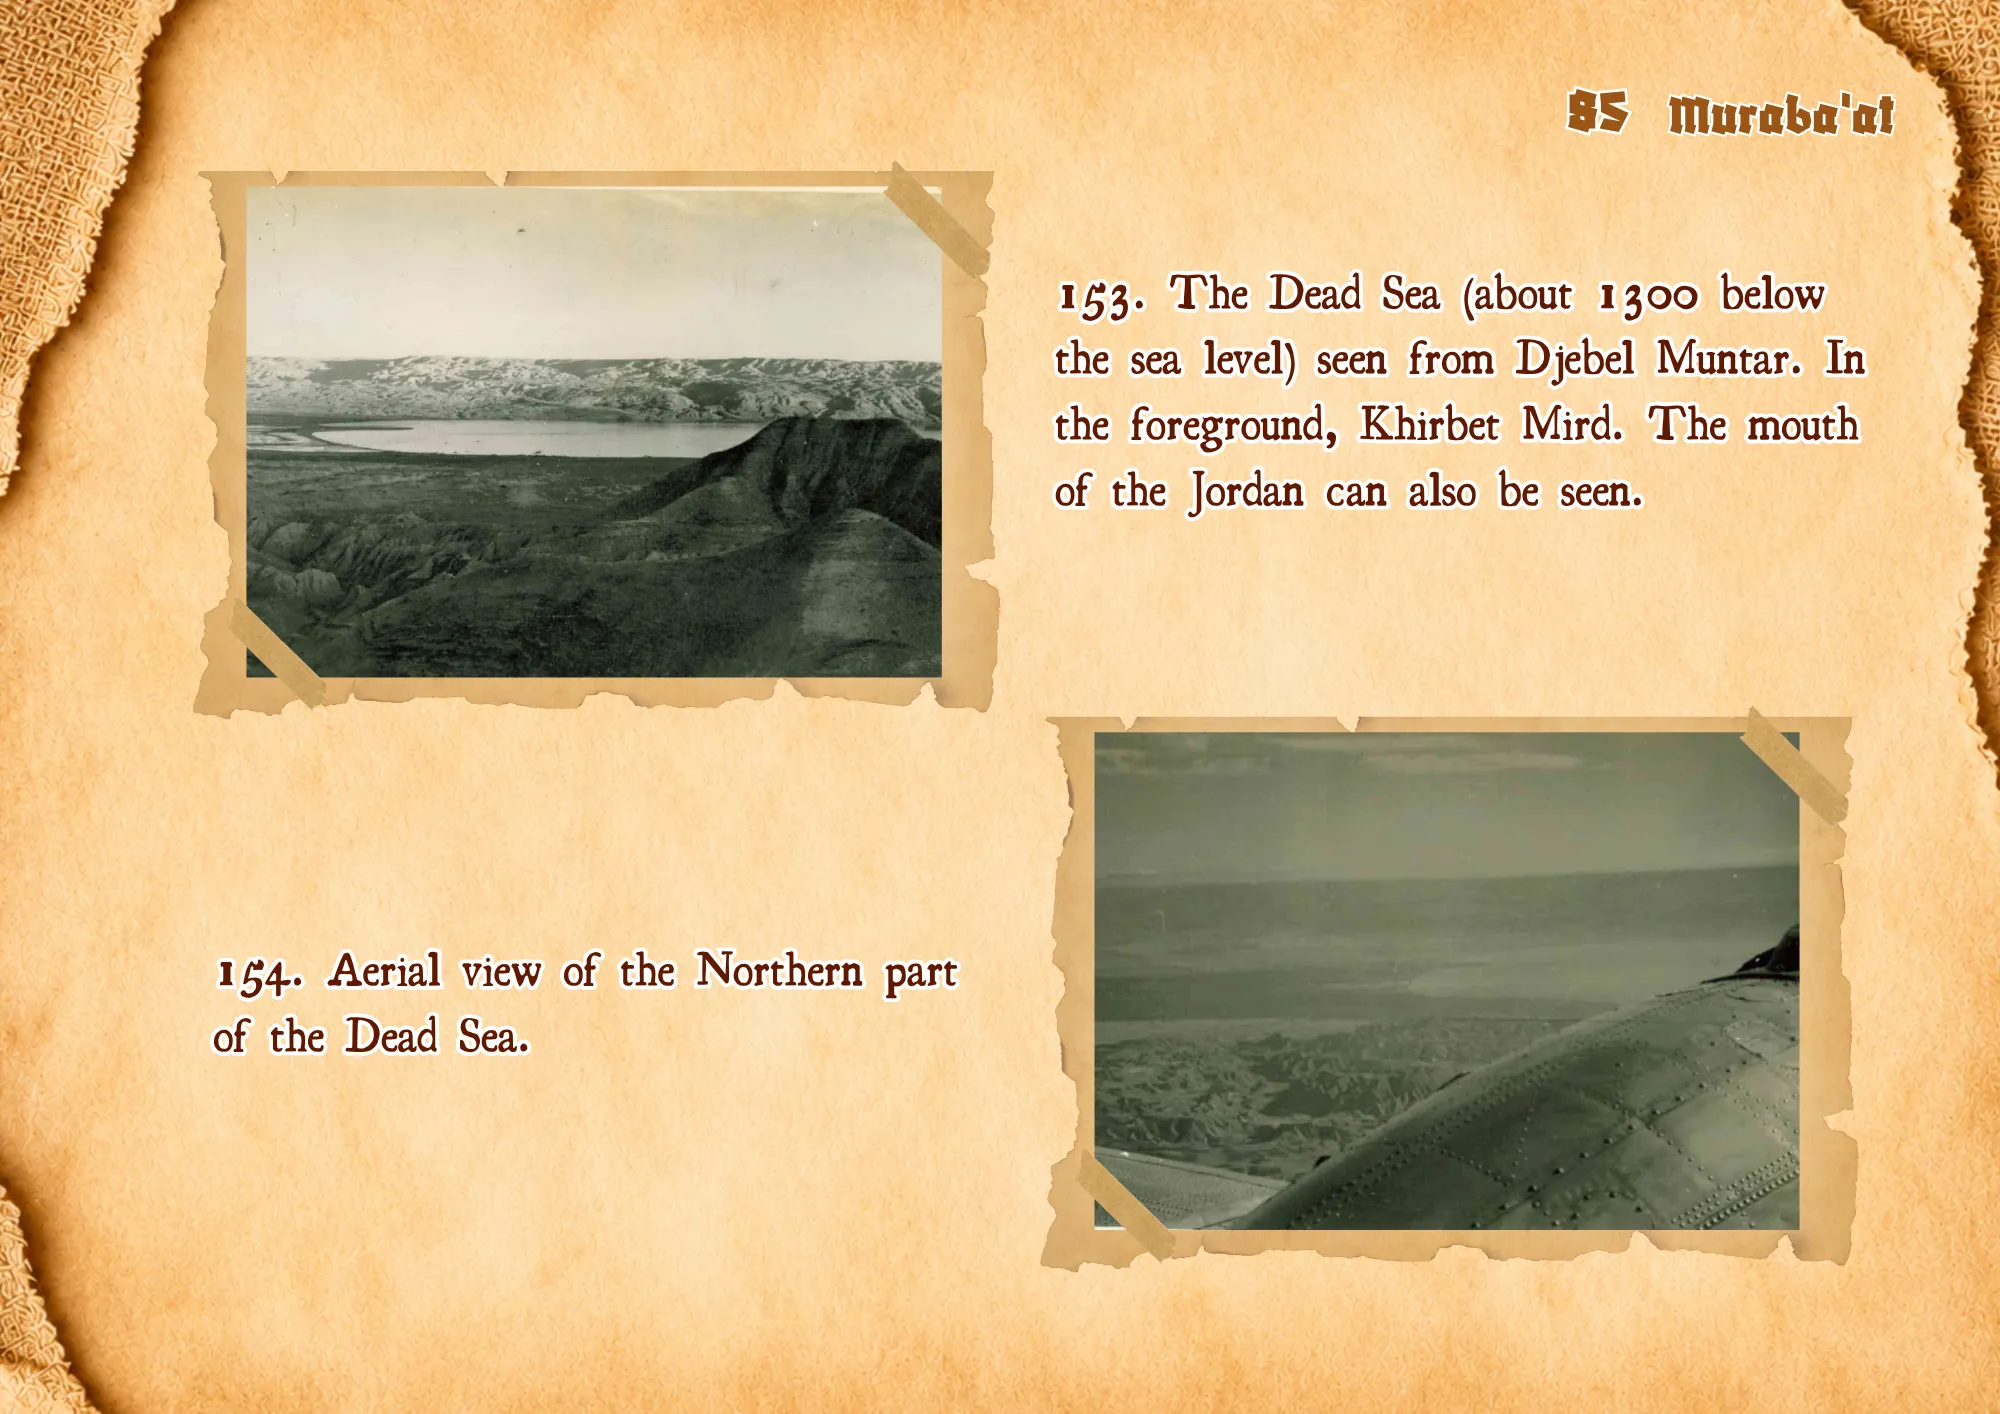 85 Muraba'at
153. The Dead Sea (about 1300 below
the sea level) seen from Djebel Muntar. In
the foreground, Khirbet Mird. The mouth
of the Jordan can also be seen.
154. Aerial view of the Northern part
of the Dead Sea.